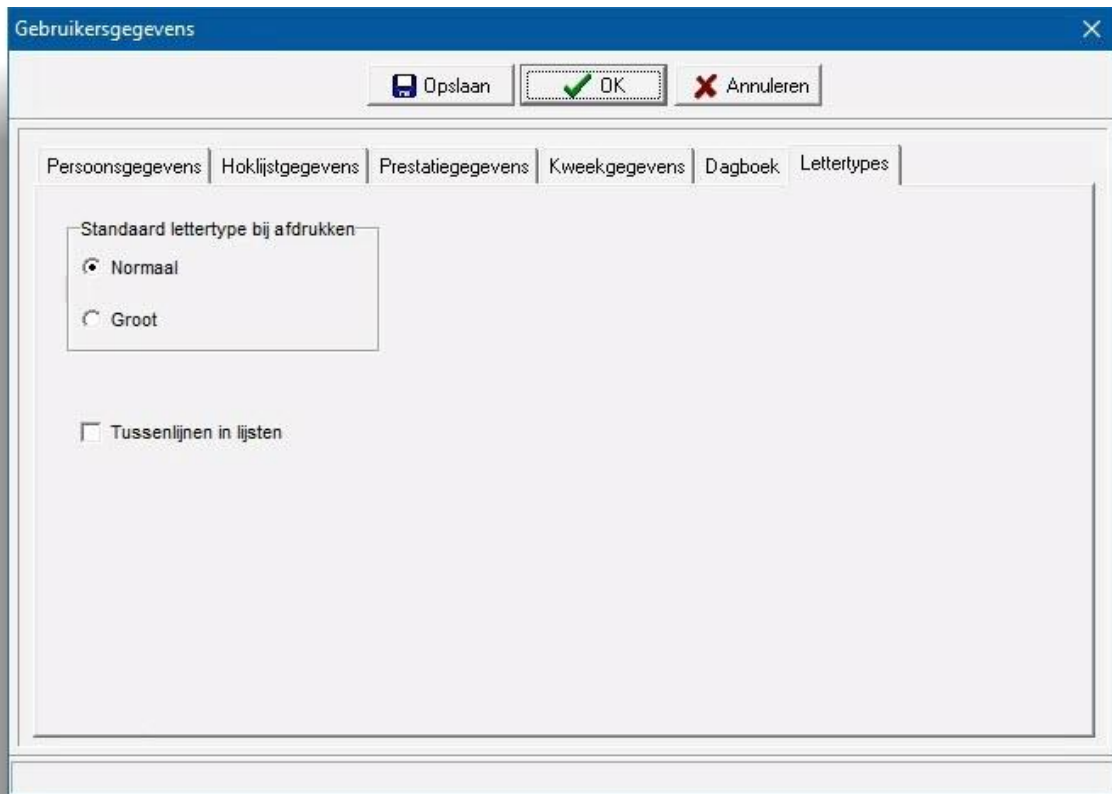 Gebruikersgegevens
Opslaan OK Annuleren
Persoonsgegevens Hoklijstgegevens Prestatiegegevens Kweekgegevens Dagboek Lettertypes
Standaard lettertype bij afdrukken
Normaal
Groot
Tussenlijnen in lijsten